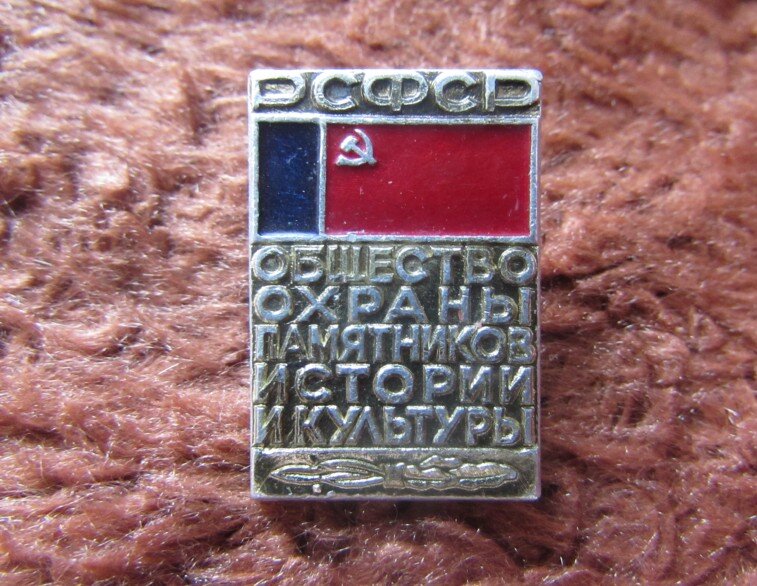 РСФСР
ОБЩЕСТВО
ОХРАНЫ
ПАМЯТНИКОВ
ИСТОРИИ
И КУЛЬТУРЫ